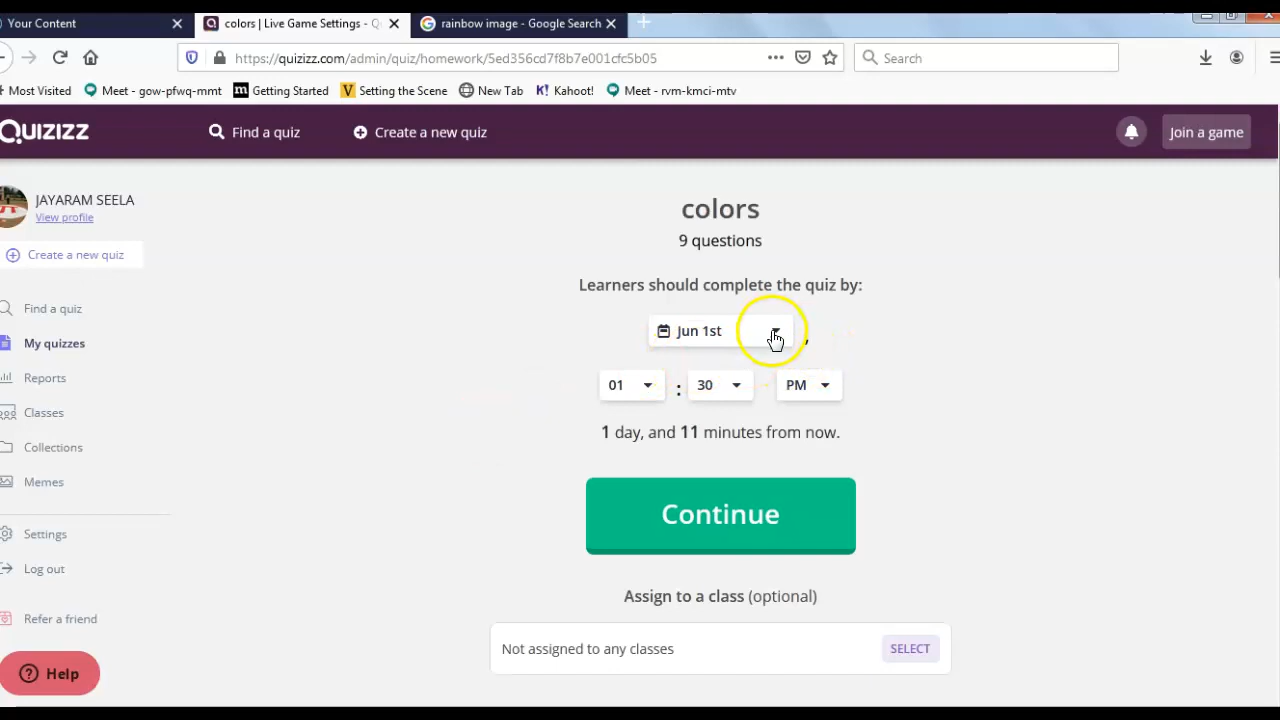 Your Content
colors | Live Game Settings - Q
rainbow image - Google Search
https://quizizz.com/admin/quiz/homework/5ed356cd7f8b7e001cfc5b05
Search
Most Visited
Meet - gow-pfwq-mmt
Getting Started
Setting the Scene
New Tab
Kahoot!
Meet - rvm-kmci-mtv
Quizizz
Find a quiz
Create a new quiz
Join a game
JAYARAM SEELA
View profile
Create a new quiz
Find a quiz
My quizzes
Reports
Classes
Collections
Memes
Settings
Log out
Refer a friend
Help
colors
9 questions
Learners should complete the quiz by:
Jun 1st ,
01 : 30 PM
1 day, and 11 minutes from now.
Continue
Assign to a class (optional)
Not assigned to any classes
SELECT